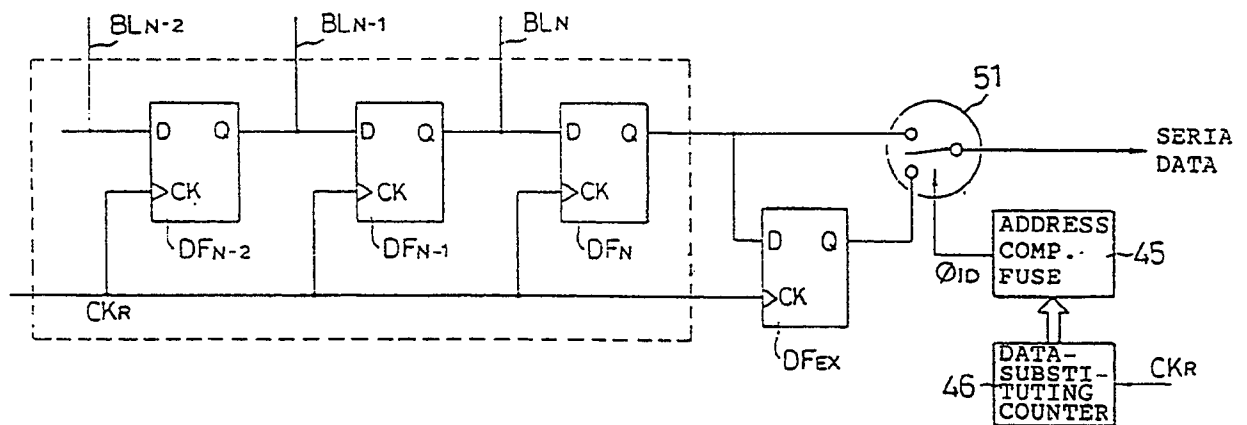 BLN-2
BLN-1
BLN
51
D Q
D Q
D Q
SERIA
DATA
CK
CK
CK
DFN-2
DFN-1
DFN
D Q
ADDRESS
COMP.
FUSE
45
ØID
CKR
CK
DFEX
DATA-
SUBSTI-
TUTING
COUNTER
46
CKR